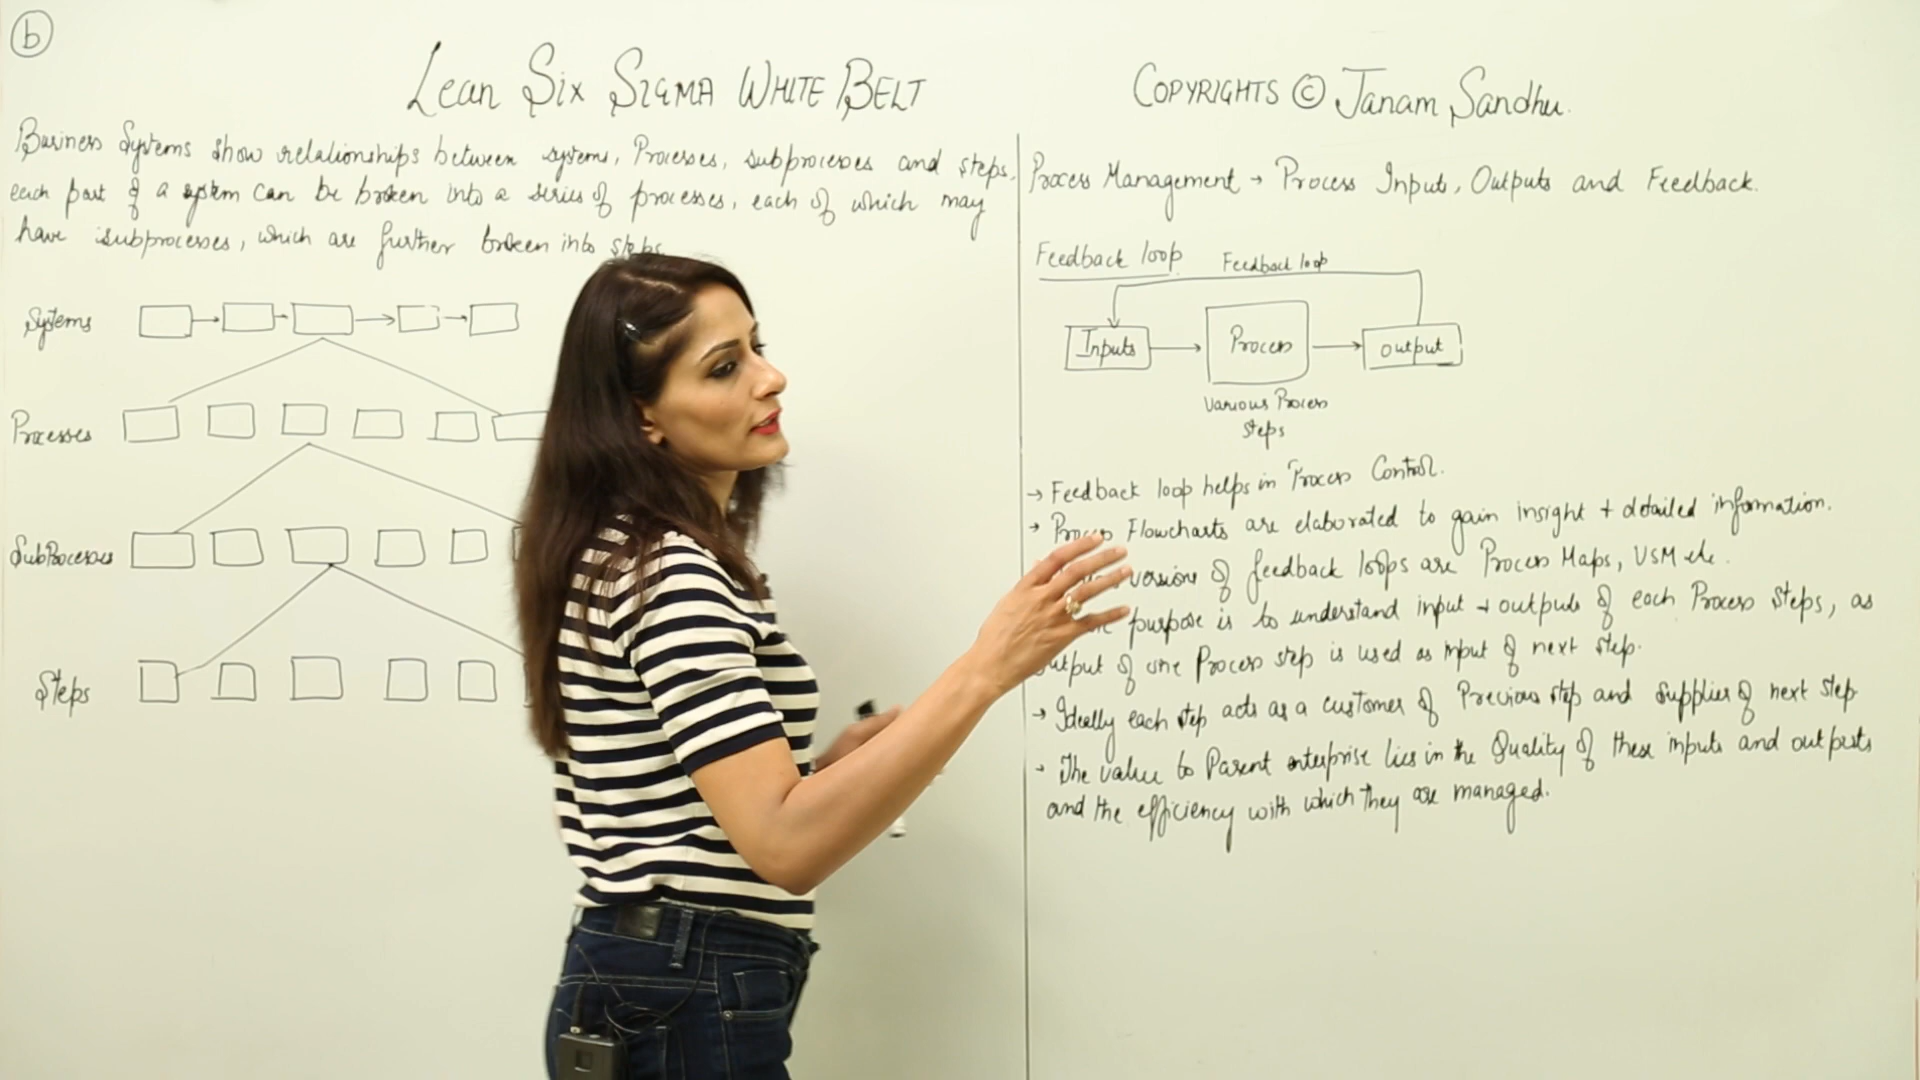 b
Lean Six SIGMA WHITE BELT
COPYRIGHTS © Janam Sandhu.
Business Systems show relationships between systems, Processes, subprocesses and steps.
each part of a system can be broken into a series of processes, each of which may
have subprocesses, which are further broken into steps
Systems
Processes
SubProcesses
Steps
Process Management → Process Inputs, Outputs and Feedback.
Feedback loop
Feedback loop
Inputs
Process
output
Various Process
steps
→ Feedback loop helps in Process Control.
→ Process Flowcharts are elaborated to gain insight + detailed information.
version of feedback loops are Process Maps, VSM etc.
purpose is to understand input + outputs of each Process Steps, as
output of one Process step is used as input of next step.
→ Ideally each step acts as a customer of Previous step and supplier of next step
→ The value to Parent enterprise lies in the Quality of these inputs and outputs
and the efficiency with which they are managed.